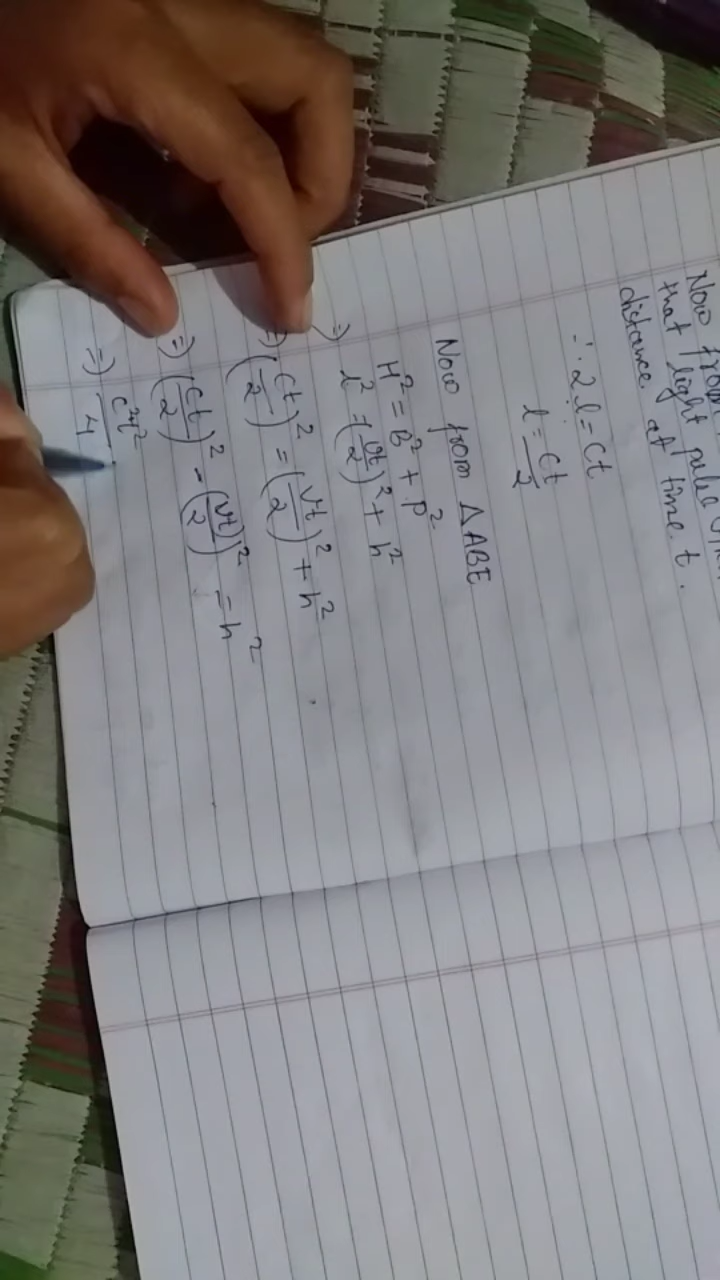 Now from
that light pulse
distance at time t.
∴ 2l = Ct
l = Ct/2
Now from △ABE
H² = B² + P²
⇒ l² = (Vt/2)² + h²
⇒ (Ct/2)² = (Vt/2)² + h²
⇒ (Ct/2)² - (Vt/2)² = h²
⇒ c²t²/4